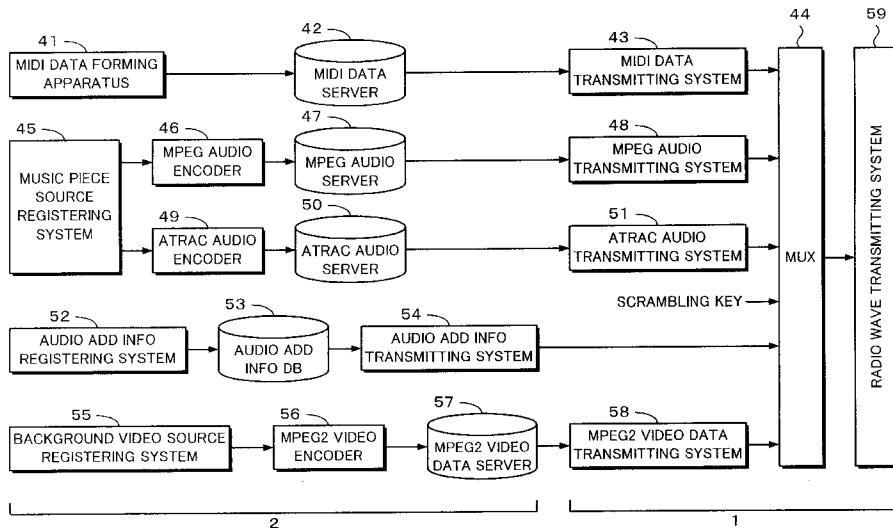 41
MIDI DATA FORMING
APPARATUS
42
MIDI DATA
SERVER
43
MIDI DATA
TRANSMITTING SYSTEM
44
MUX
59
RADIO WAVE TRANSMITTING SYSTEM
45
MUSIC PIECE
SOURCE
REGISTERING
SYSTEM
46
MPEG AUDIO
ENCODER
47
MPEG AUDIO
SERVER
48
MPEG AUDIO
TRANSMITTING SYSTEM
49
ATRAC AUDIO
ENCODER
50
ATRAC AUDIO
SERVER
51
ATRAC AUDIO
TRANSMITTING SYSTEM
SCRAMBLING KEY
52
AUDIO ADD INFO
REGISTERING SYSTEM
53
AUDIO ADD
INFO DB
54
AUDIO ADD INFO
TRANSMITTING SYSTEM
55
BACKGROUND VIDEO SOURCE
REGISTERING SYSTEM
56
MPEG2 VIDEO
ENCODER
57
MPEG2 VIDEO
DATA SERVER
58
MPEG2 VIDEO DATA
TRANSMITTING SYSTEM
2
1